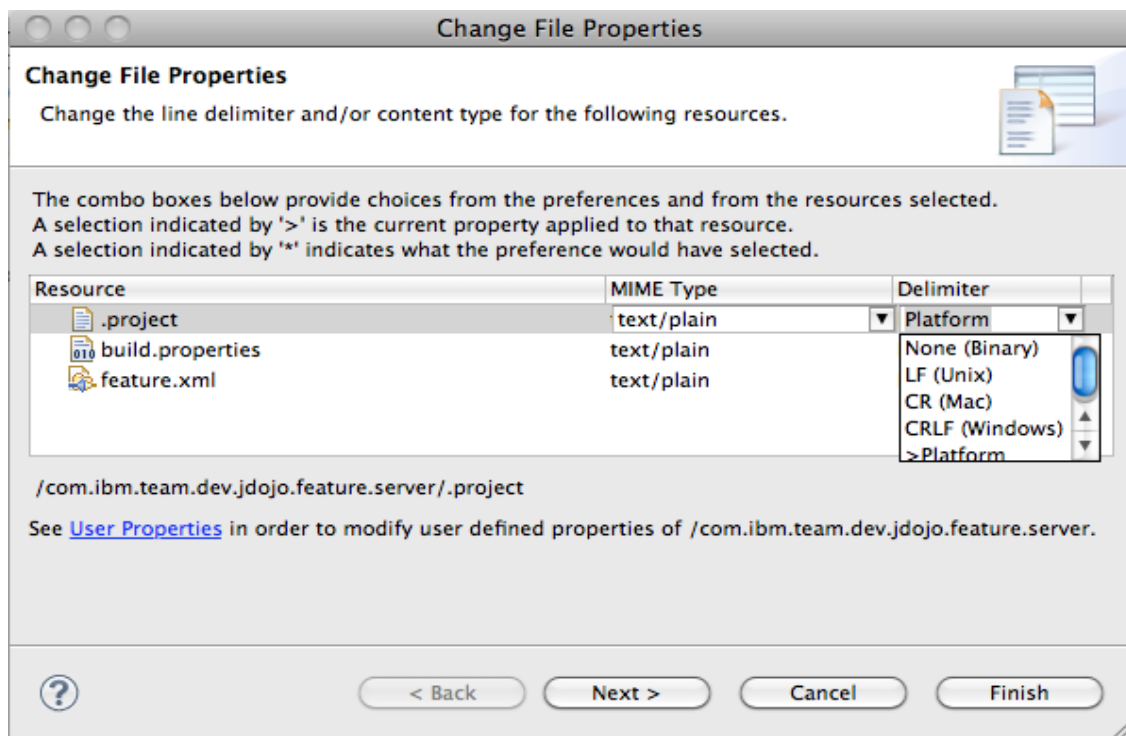 Change File Properties
Change File Properties
Change the line delimiter and/or content type for the following resources.
The combo boxes below provide choices from the preferences and from the resources selected.
A selection indicated by '>' is the current property applied to that resource.
A selection indicated by '*' indicates what the preference would have selected.
Resource MIME Type Delimiter
.project text/plain Platform
build.properties text/plain None (Binary)
feature.xml text/plain LF (Unix)
CR (Mac)
CRLF (Windows)
>Platform
/com.ibm.team.dev.jdojo.feature.server/.project
See User Properties in order to modify user defined properties of /com.ibm.team.dev.jdojo.feature.server.
? < Back Next > Cancel Finish